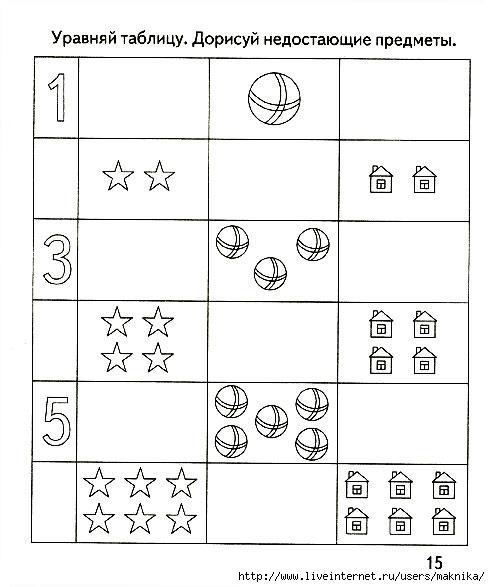 Уравняй таблицу. Дорисуй недостающие предметы.
1
3
5
15
http://www.liveinternet.ru/users/maknika/